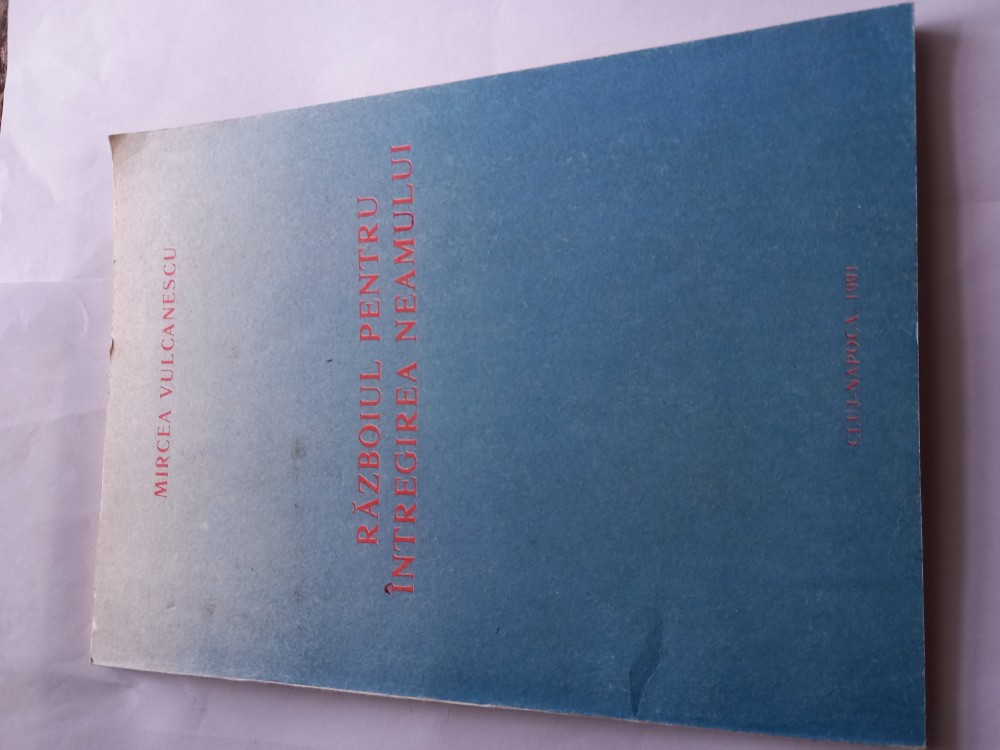 MIRCEA VULCANESCU
RĂZBOIUL PENTRU
ÎNTREGIREA NEAMULUI
CLUJ-NAPOCA, 1991